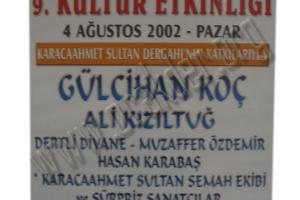 9. KÜLTÜR ETKİNLİĞİ
4 AĞUSTOS 2002 - PAZAR
KARACAAHMET SULTAN DERGAHI'NIN KATKILARIYLA
GÜLCİHAN KOÇ
ALİ KIZILTUĞ
DERTLİ DİVANE - MUZAFFER ÖZDEMİR
HASAN KARABAŞ
* KARACAAHMET SULTAN SEMAH EKİBİ
ve SÜRPRİZ SANATÇILAR